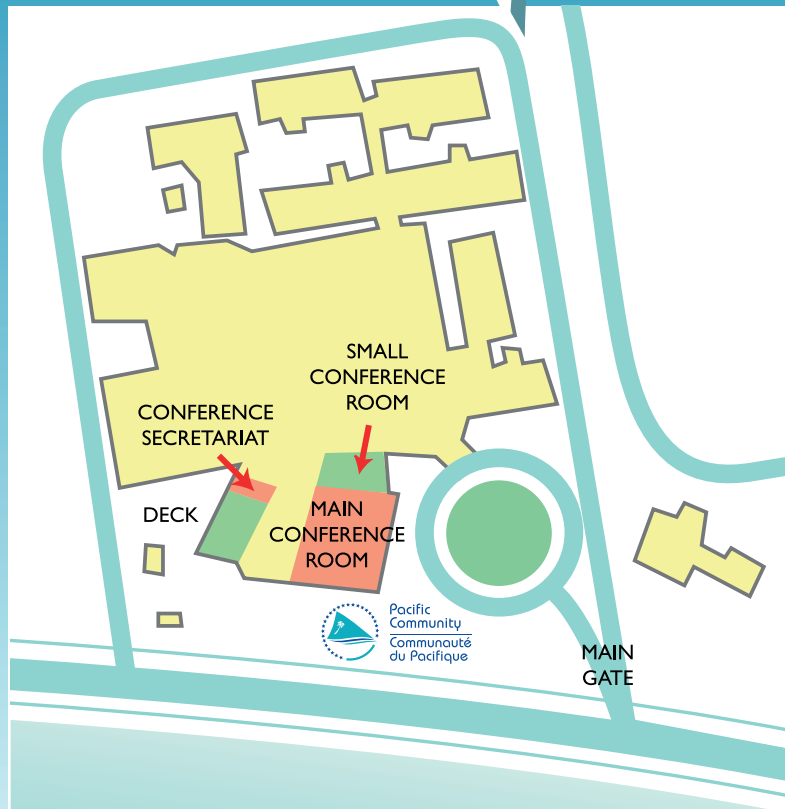 SMALL
CONFERENCE
ROOM
CONFERENCE
SECRETARIAT
DECK
MAIN
CONFERENCE
ROOM
Pacific
Community
Communauté
du Pacifique
MAIN
GATE